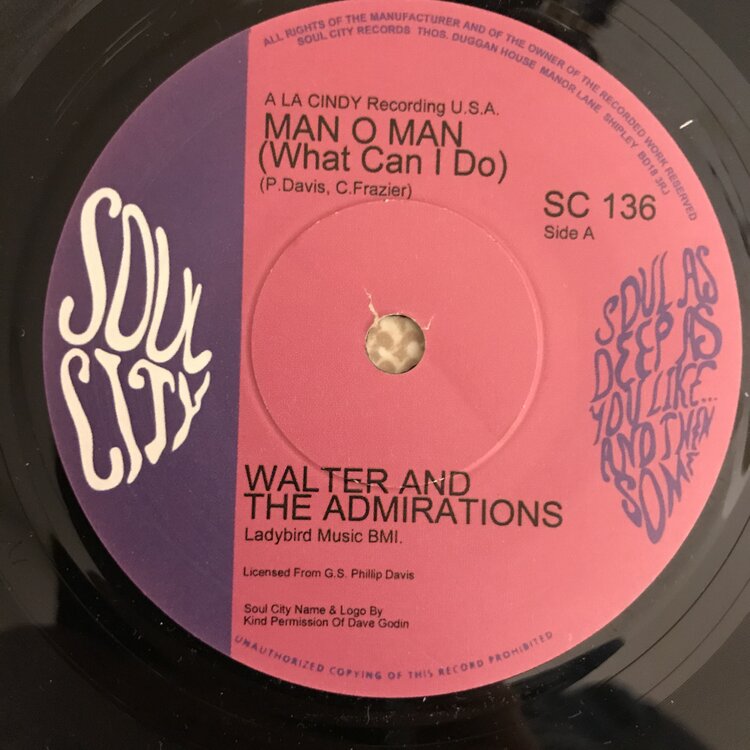 ALL RIGHTS OF THE MANUFACTURER AND OF THE OWNER OF THE RECORDED WORK RESERVED
SOUL CITY RECORDS THOS. DUGGAN HOUSE MANOR LANE SHIPLEY BD18 3RJ
A LA CINDY Recording U.S.A.
MAN O MAN
(What Can I Do)
(P.Davis, C.Frazier)
SC 136
Side A
SOUL
CITY
SOUL AS
DEEP AS
YOU LIKE...
AND THEN
SOME
WALTER AND
THE ADMIRATIONS
Ladybird Music BMI.
Licensed From G.S. Phillip Davis
Soul City Name & Logo By
Kind Permission Of Dave Godin
UNAUTHORIZED COPYING OF THIS RECORD PROHIBITED